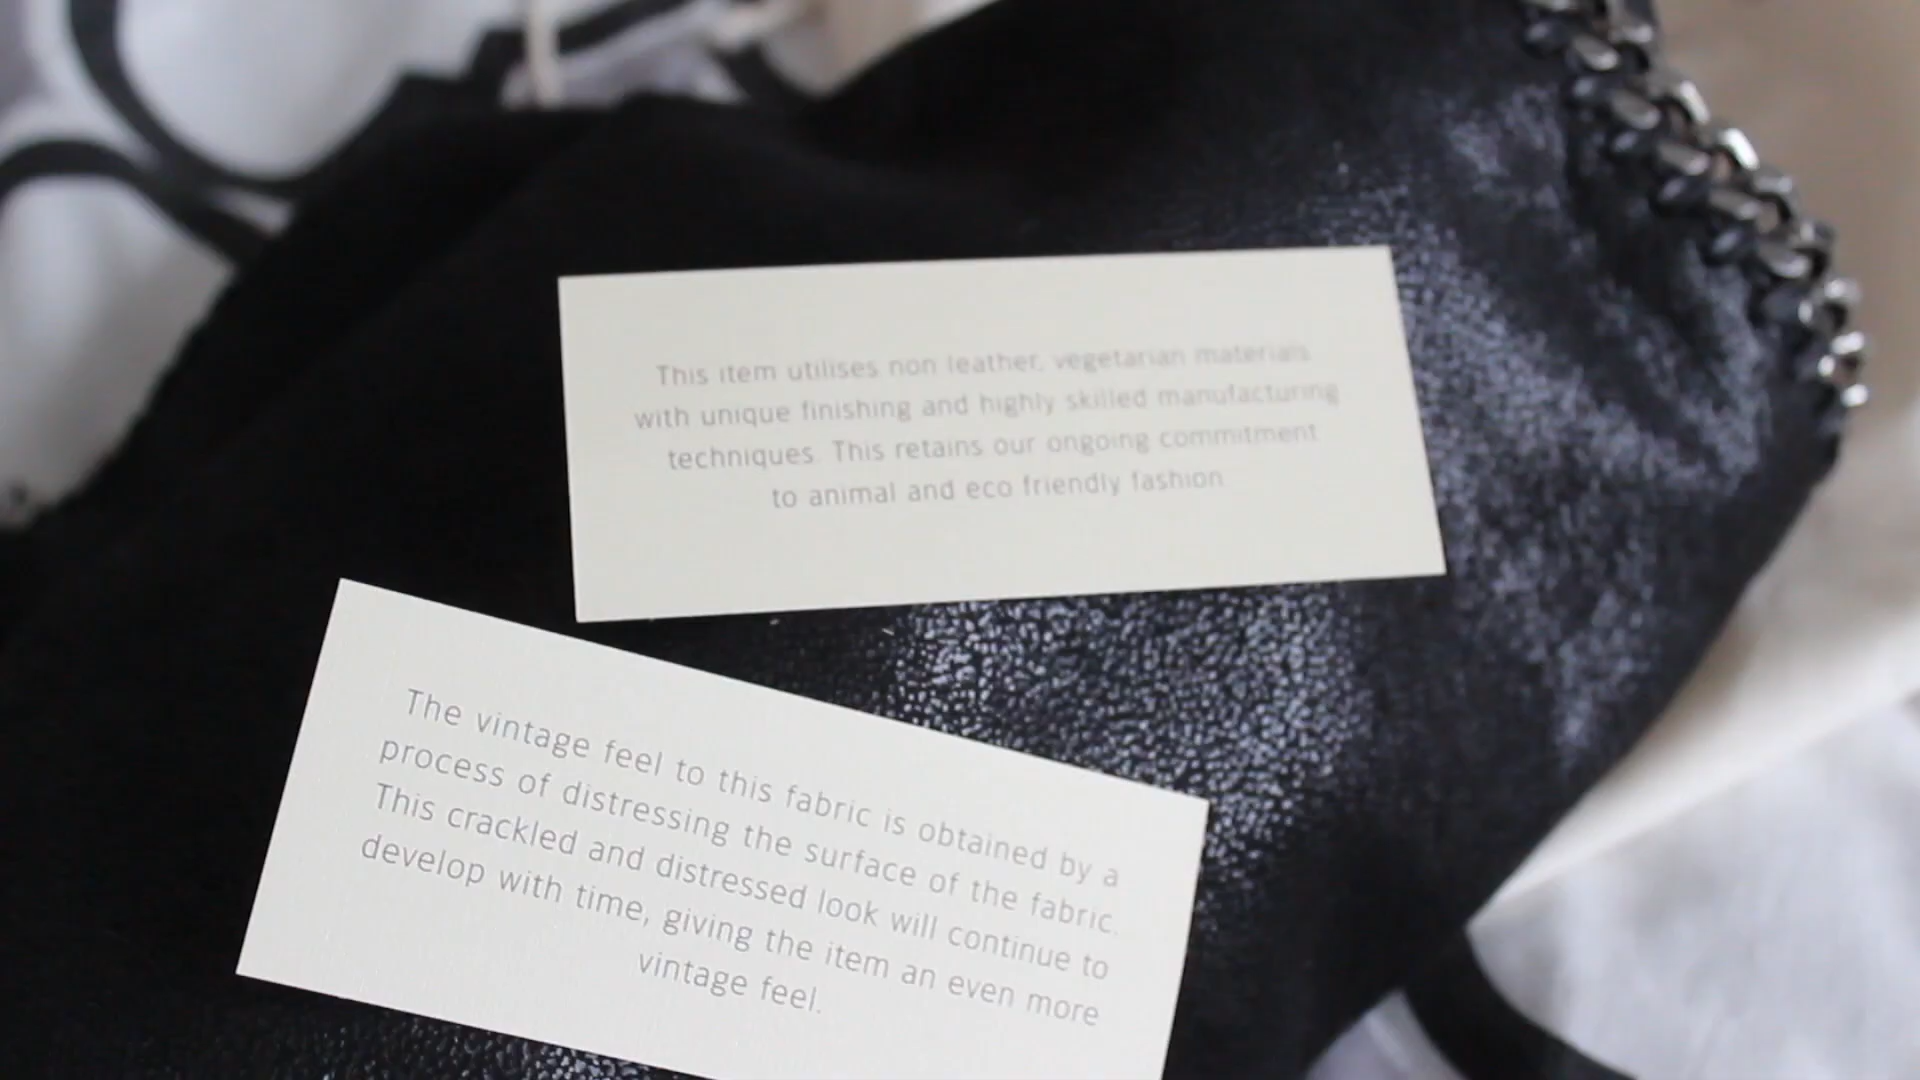 This item utilises non leather, vegetarian materials
with unique finishing and highly skilled manufacturing
techniques. This retains our ongoing commitment
to animal and eco friendly fashion
The vintage feel to this fabric is obtained by a
process of distressing the surface of the fabric.
This crackled and distressed look will continue to
develop with time, giving the item an even more
vintage feel.